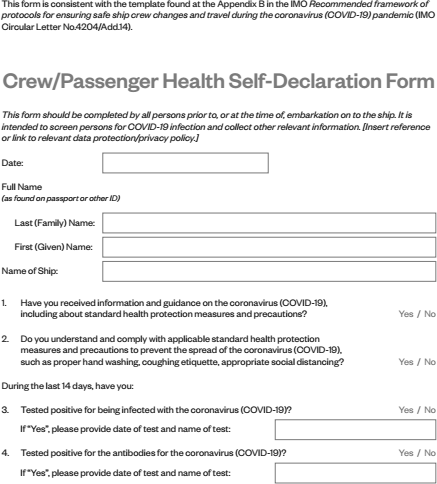 This form is consistent with the template found at the Appendix B in the IMO Recommended framework of
protocols for ensuring safe ship crew changes and travel during the coronavirus (COVID-19) pandemic (IMO
Circular Letter No.4204/Add.14).
Crew/Passenger Health Self-Declaration Form
This form should be completed by all persons prior to, or at the time of, embarkation on to the ship. It is
intended to screen persons for COVID-19 infection and collect other relevant information. [Insert reference
or link to relevant data protection/privacy policy.]
Date:
Full Name
(as found on passport or other ID)
Last (Family) Name:
First (Given) Name:
Name of Ship:
1. Have you received information and guidance on the coronavirus (COVID-19),
including about standard health protection measures and precautions? Yes / No
2. Do you understand and comply with applicable standard health protection
measures and precautions to prevent the spread of the coronavirus (COVID-19),
such as proper hand washing, coughing etiquette, appropriate social distancing? Yes / No
During the last 14 days, have you:
3. Tested positive for being infected with the coronavirus (COVID-19)? Yes / No
If "Yes", please provide date of test and name of test:
4. Tested positive for the antibodies for the coronavirus (COVID-19)? Yes / No
If "Yes", please provide date of test and name of test: